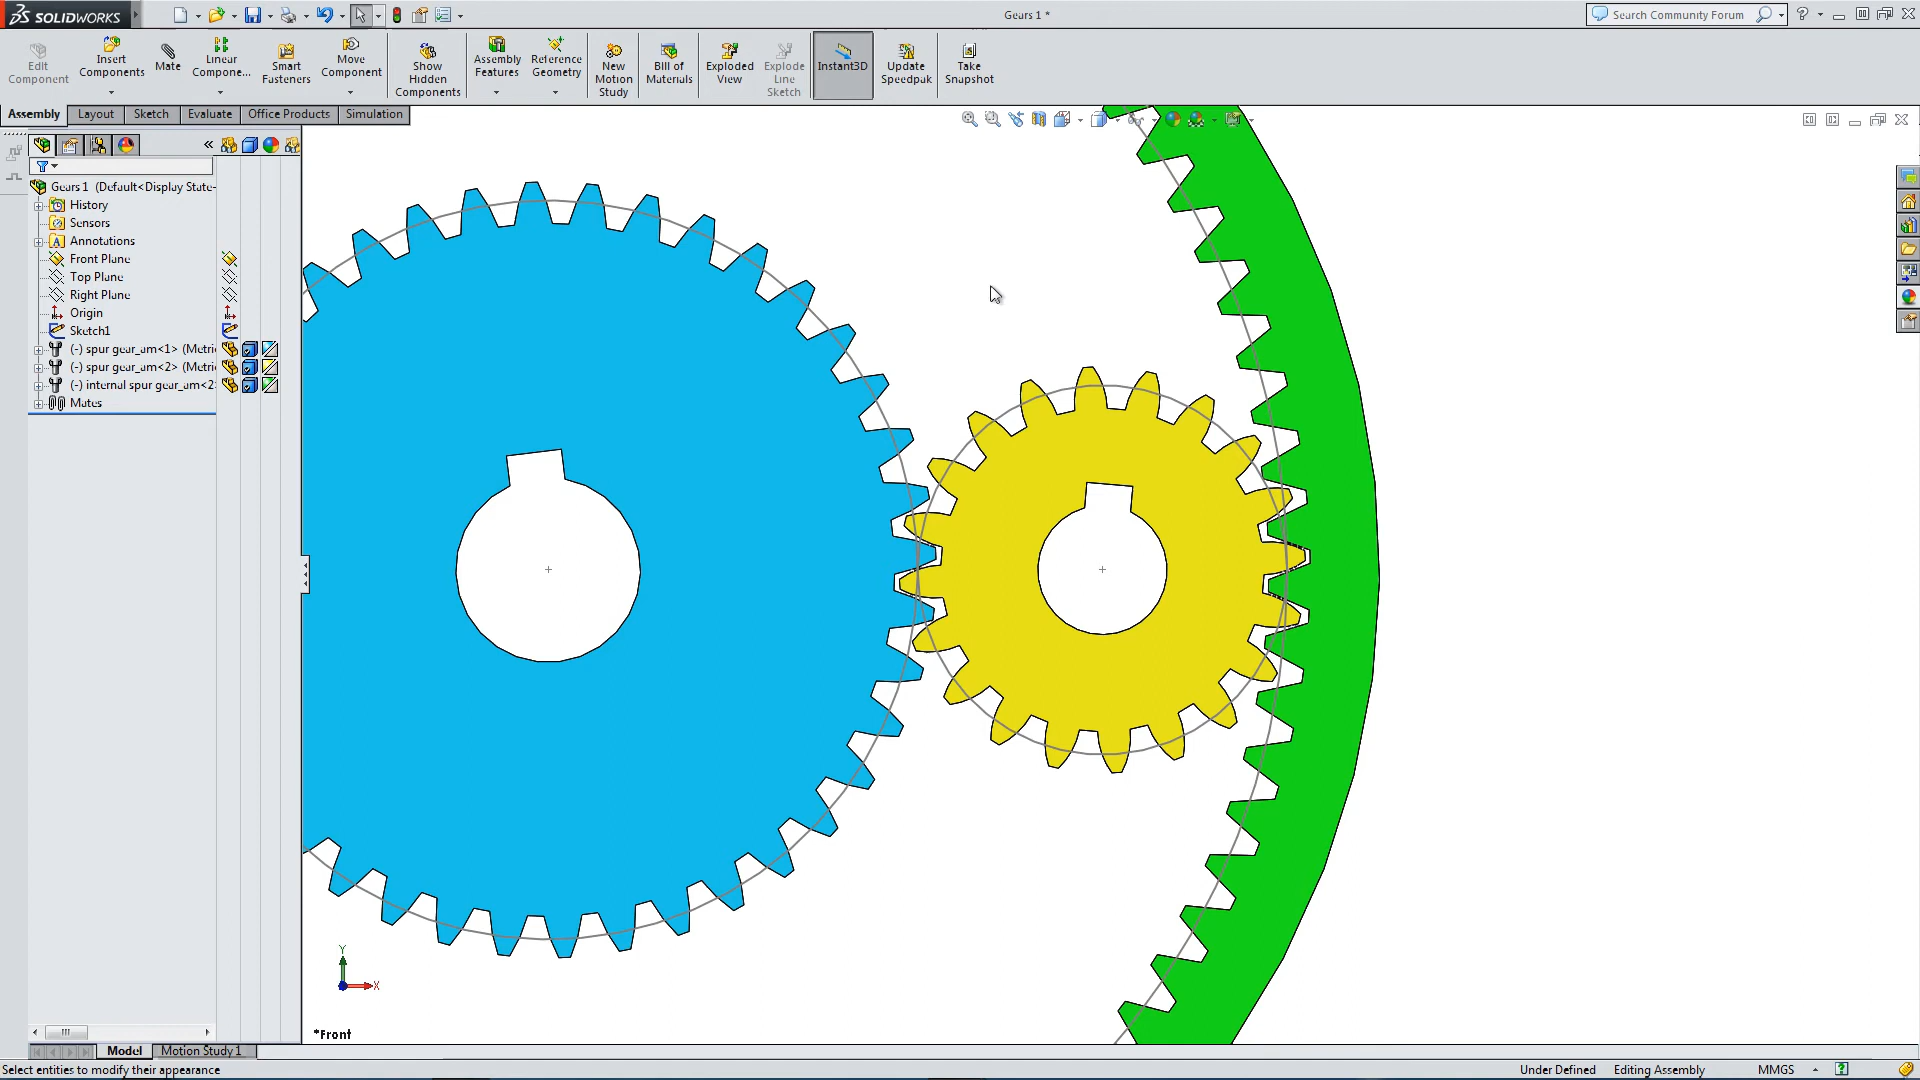 SOLIDWORKS
Gears 1 *
Search Community Forum
Edit Component
Insert Components
Mate
Linear Compone...
Smart Fasteners
Move Component
Show Hidden Components
Assembly Features
Reference Geometry
New Motion Study
Bill of Materials
Exploded View
Explode Line Sketch
Instant3D
Update Speedpak
Take Snapshot
Assembly
Layout
Sketch
Evaluate
Office Products
Simulation
Gears 1 (Default<Display State-
History
Sensors
Annotations
Front Plane
Top Plane
Right Plane
Origin
Sketch1
(-) spur gear_am<1> (Metri
(-) spur gear_am<2> (Metri
(-) internal spur gear_am<2
Mates
Y
X
*Front
Model
Motion Study 1
Select entities to modify their appearance
Under Defined
Editing Assembly
MMGS